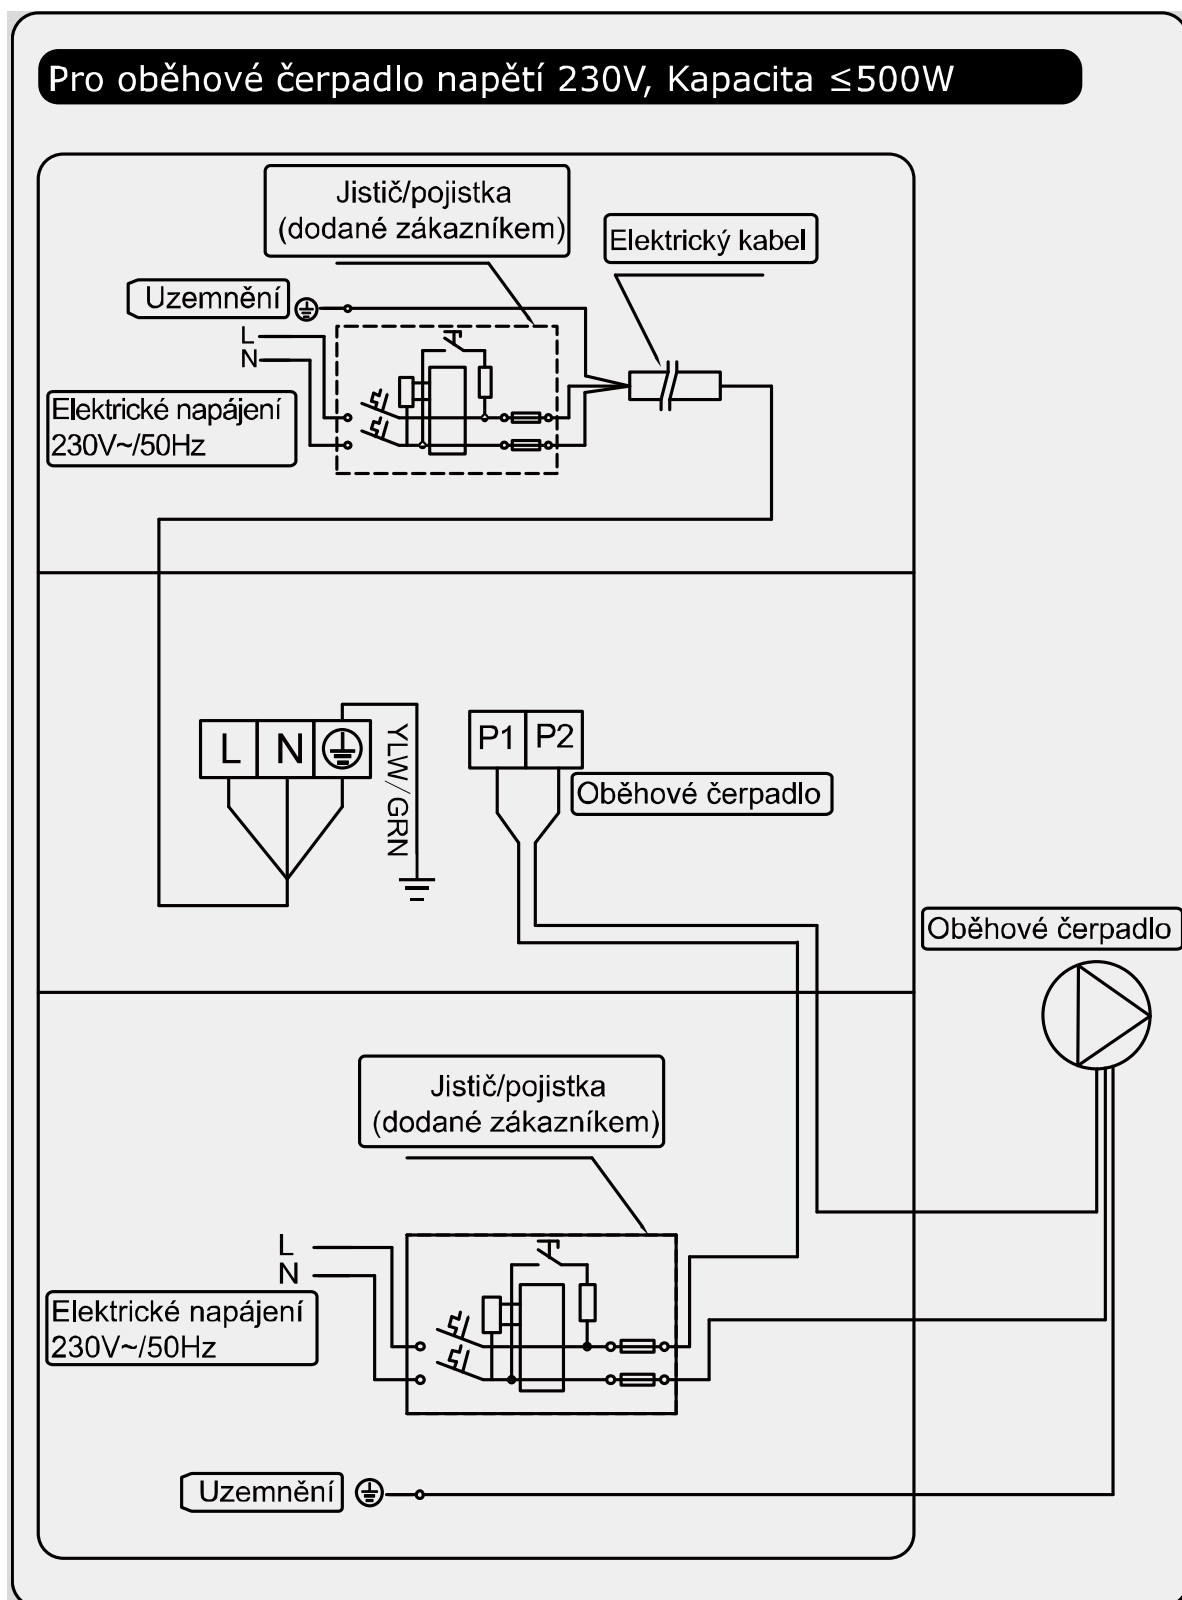 Pro oběhové čerpadlo napětí 230V, Kapacita ≤500W
Jistič/pojistka
(dodané zákazníkem)
Elektrický kabel
Uzemnění
L
N
Elektrické napájení
230V~/50Hz
L N
YLW/GRN
P1 P2
Oběhové čerpadlo
Oběhové čerpadlo
Jistič/pojistka
(dodané zákazníkem)
L
N
Elektrické napájení
230V~/50Hz
Uzemnění